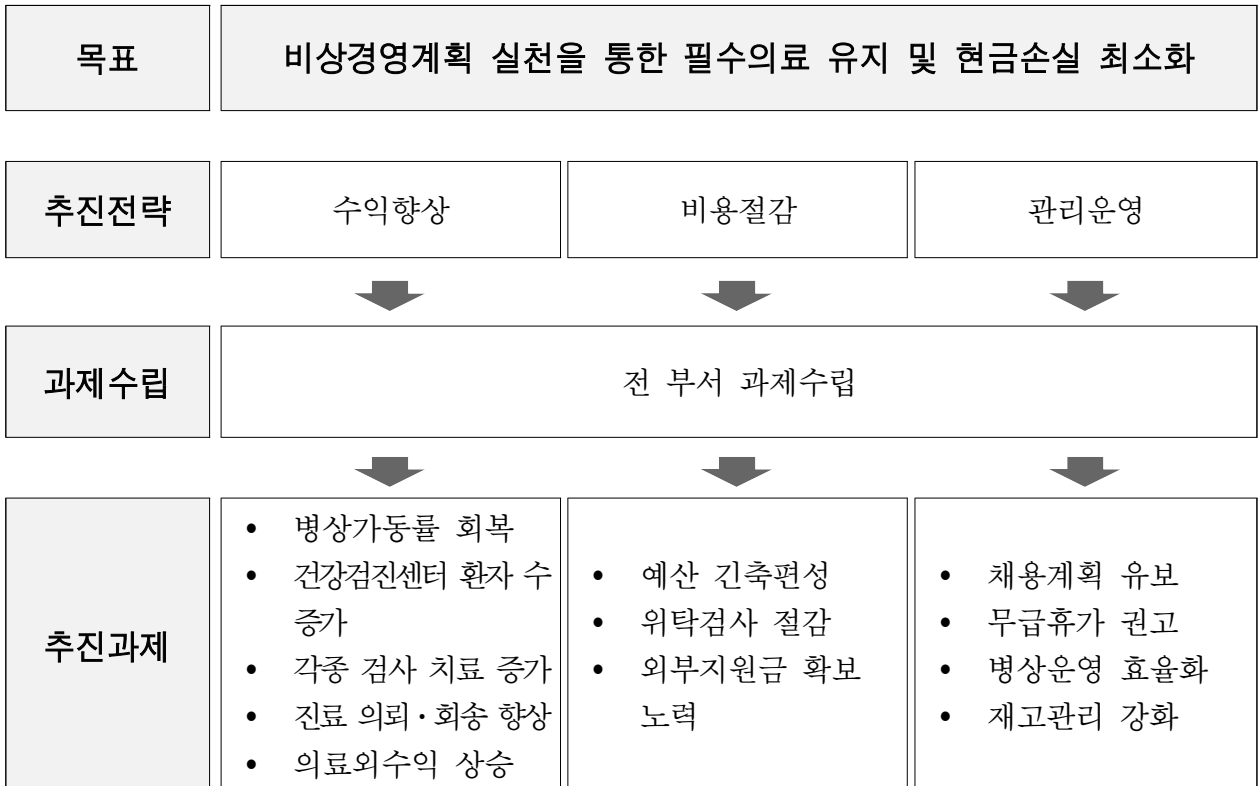 목표
비상경영계획 실천을 통한 필수의료 유지 및 현금손실 최소화
추진전략
수익향상
비용절감
관리운영
과제수립
전 부서 과제수립
추진과제
• 병상가동률 회복
• 건강검진센터 환자 수
증가
• 각종 검사 치료 증가
• 진료 의뢰·회송 향상
• 의료외수익 상승
• 예산 긴축편성
• 위탁검사 절감
• 외부지원금 확보
노력
• 채용계획 유보
• 무급휴가 권고
• 병상운영 효율화
• 재고관리 강화